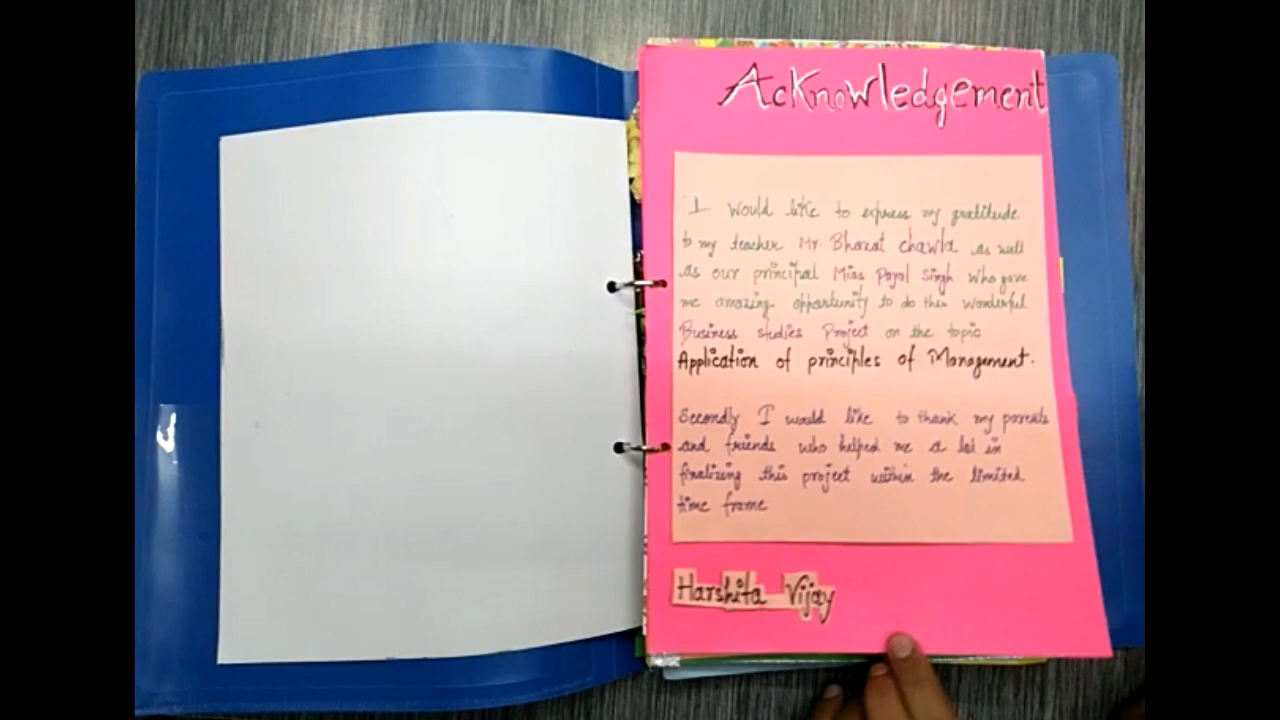 Acknowledgement
I would like to express my gratitude
to my teacher Mr. Bharat Chawla as well
as our principal Miss Payal Singh who gave
me amazing opportunity to do this wonderful
Business studies Project on the topic
Application of principles of Management.
Secondly I would like to thank my parents
and friends who helped me a lot in
finalizing this project within the limited
time frame
Harshita Vijay